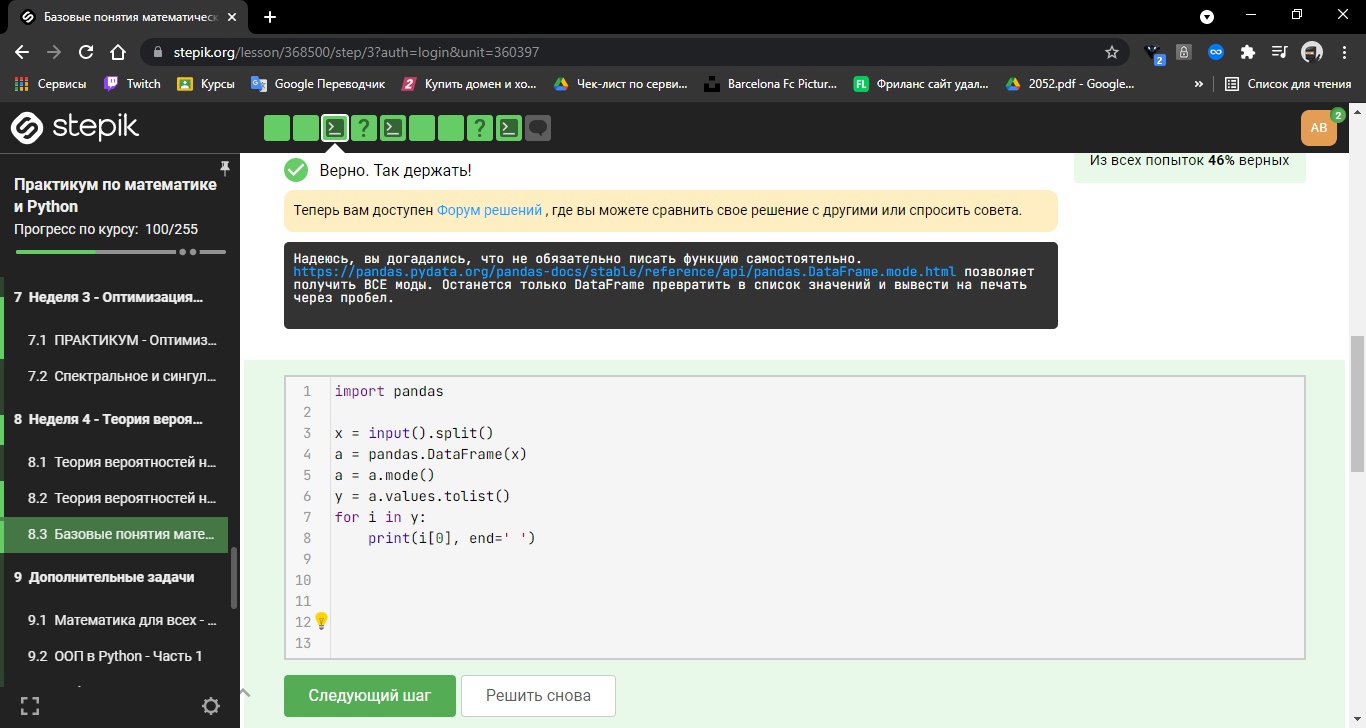 Базовые понятия математическ
stepik.org/lesson/368500/step/3?auth=login&unit=360397
2
Сервисы
Twitch
Курсы
Google Переводчик
Купить домен и хо...
Чек-лист по серви...
Barcelona Fc Pictur...
Фриланс сайт удал...
2052.pdf - Google...
»
Список для чтения
stepik
AB
2
Практикум по математике
и Python
Прогресс по курсу: 100/255
7 Неделя 3 - Оптимизация...
7.1 ПРАКТИКУМ - Оптимиз...
7.2 Спектральное и сингул...
8 Неделя 4 - Теория вероя...
8.1 Теория вероятностей н...
8.2 Теория вероятностей н...
8.3 Базовые понятия мате...
9 Дополнительные задачи
9.1 Математика для всех - ...
9.2 ООП в Python - Часть 1
Верно. Так держать!
Из всех попыток 46% верных
Теперь вам доступен Форум решений , где вы можете сравнить свое решение с другими или спросить совета.
Надеюсь, вы догадались, что не обязательно писать функцию самостоятельно.
https://pandas.pydata.org/pandas-docs/stable/reference/api/pandas.DataFrame.mode.html позволяет
получить ВСЕ моды. Останется только DataFrame превратить в список значений и вывести на печать
через пробел.
1 import pandas
2
3 x = input().split()
4 a = pandas.DataFrame(x)
5 a = a.mode()
6 y = a.values.tolist()
7 for i in y:
8     print(i[0], end=' ')
9
10
11
12
13
Следующий шаг
Решить снова